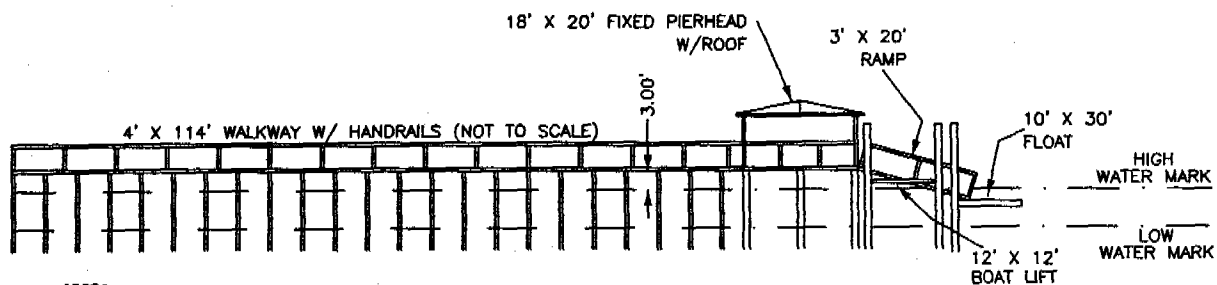 18' X 20' FIXED PIERHEAD
W/ROOF
3' X 20'
RAMP
3.00'
4' X 114' WALKWAY W/ HANDRAILS (NOT TO SCALE)
10' X 30'
FLOAT
HIGH
WATER MARK
LOW
WATER MARK
12' X 12'
BOAT LIFT